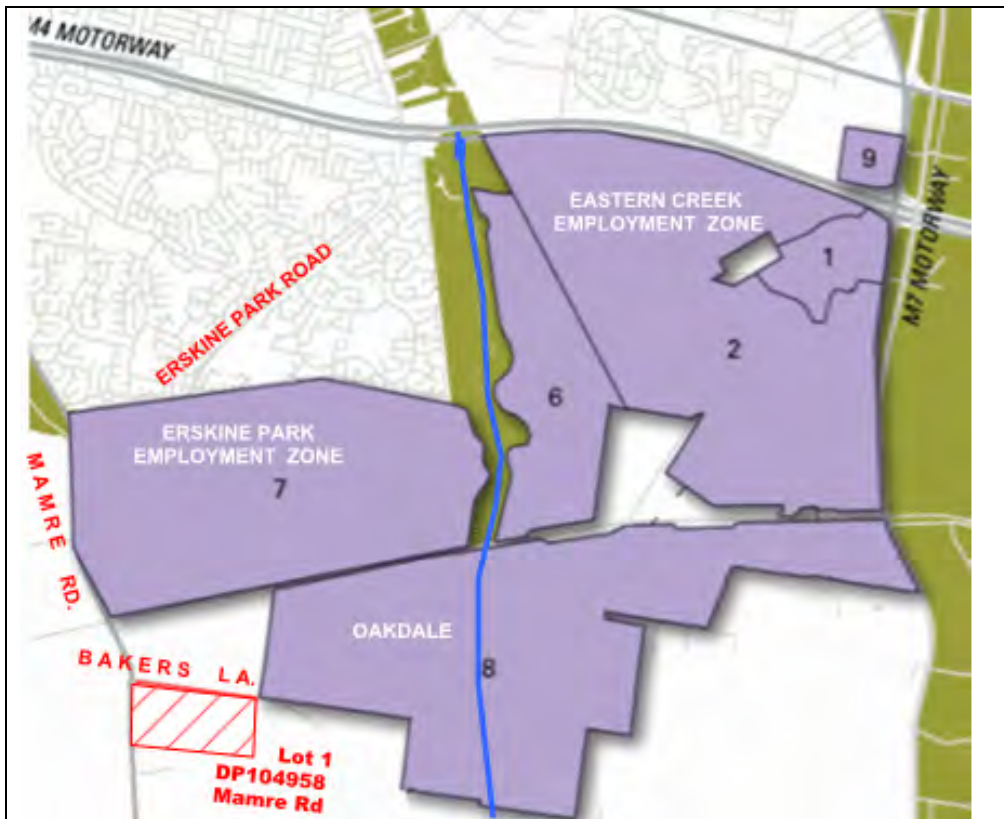 M4 MOTORWAY
9
EASTERN CREEK
EMPLOYMENT ZONE
1
M7 MOTORWAY
ERSKINE PARK ROAD
2
6
ERSKINE PARK
EMPLOYMENT ZONE
7
MAMRE RD.
OAKDALE
8
BAKERS LA.
Lot 1
DP104958
Mamre Rd